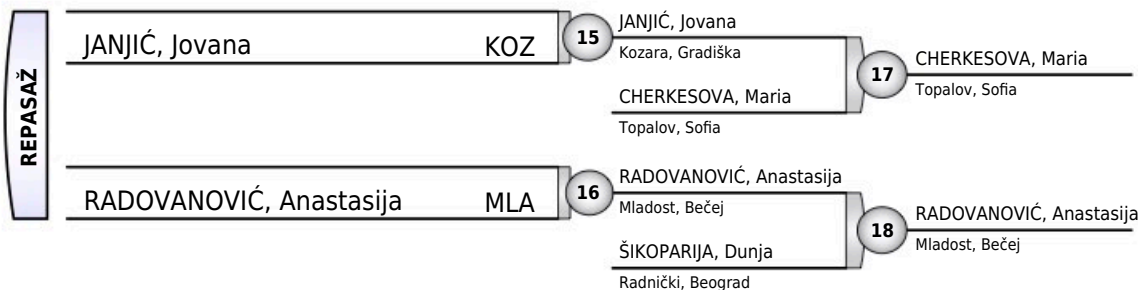 REPASAŽ
JANJIĆ, Jovana KOZ
15
JANJIĆ, Jovana
Kozara, Gradiška
CHERKESOVA, Maria
Topalov, Sofia
17
CHERKESOVA, Maria
Topalov, Sofia
RADOVANOVIĆ, Anastasija MLA
16
RADOVANOVIĆ, Anastasija
Mladost, Bečej
ŠIKOPARIJA, Dunja
Radnički, Beograd
18
RADOVANOVIĆ, Anastasija
Mladost, Bečej